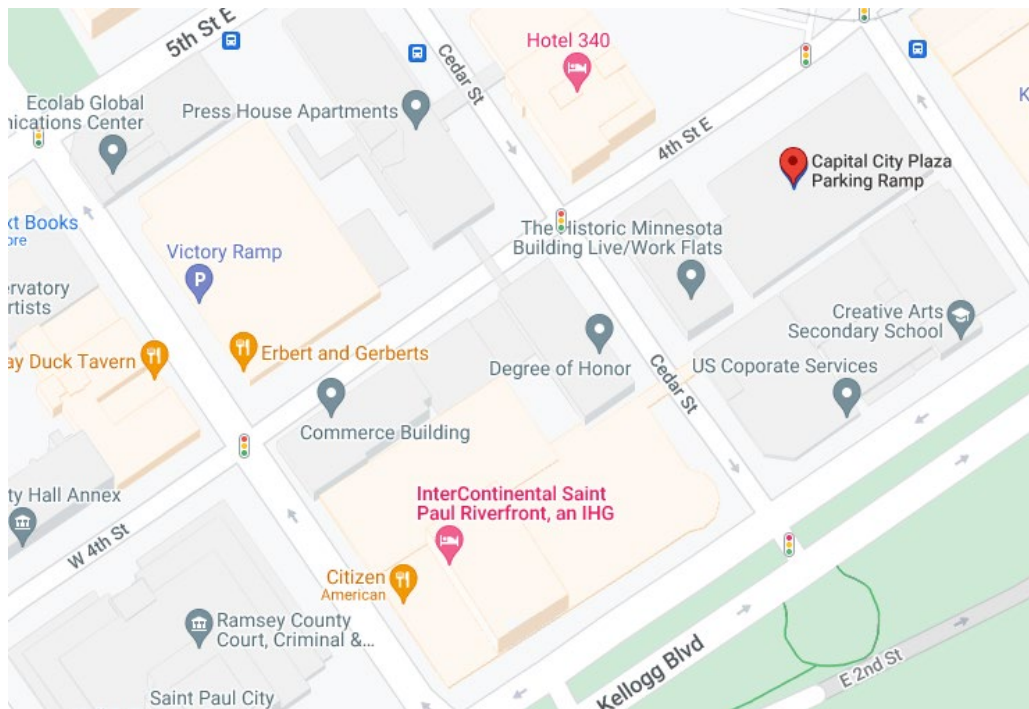 5th St E
Cedar St
Hotel 340
Ecolab Global
nications Center
Press House Apartments
4th St E
K
Capital City Plaza
Parking Ramp
xt Books
ore
The Historic Minnesota
Building Live/Work Flats
Victory Ramp
P
ervatory
rtists
Creative Arts
Secondary School
ay Duck Tavern
Erbert and Gerberts
Degree of Honor
Cedar St
US Coporate Services
Commerce Building
ty Hall Annex
InterContinental Saint
Paul Riverfront, an IHG
W 4th St
Citizen
American
Ramsey County
Court, Criminal &...
Kellogg Blvd
E 2nd St
Saint Paul City